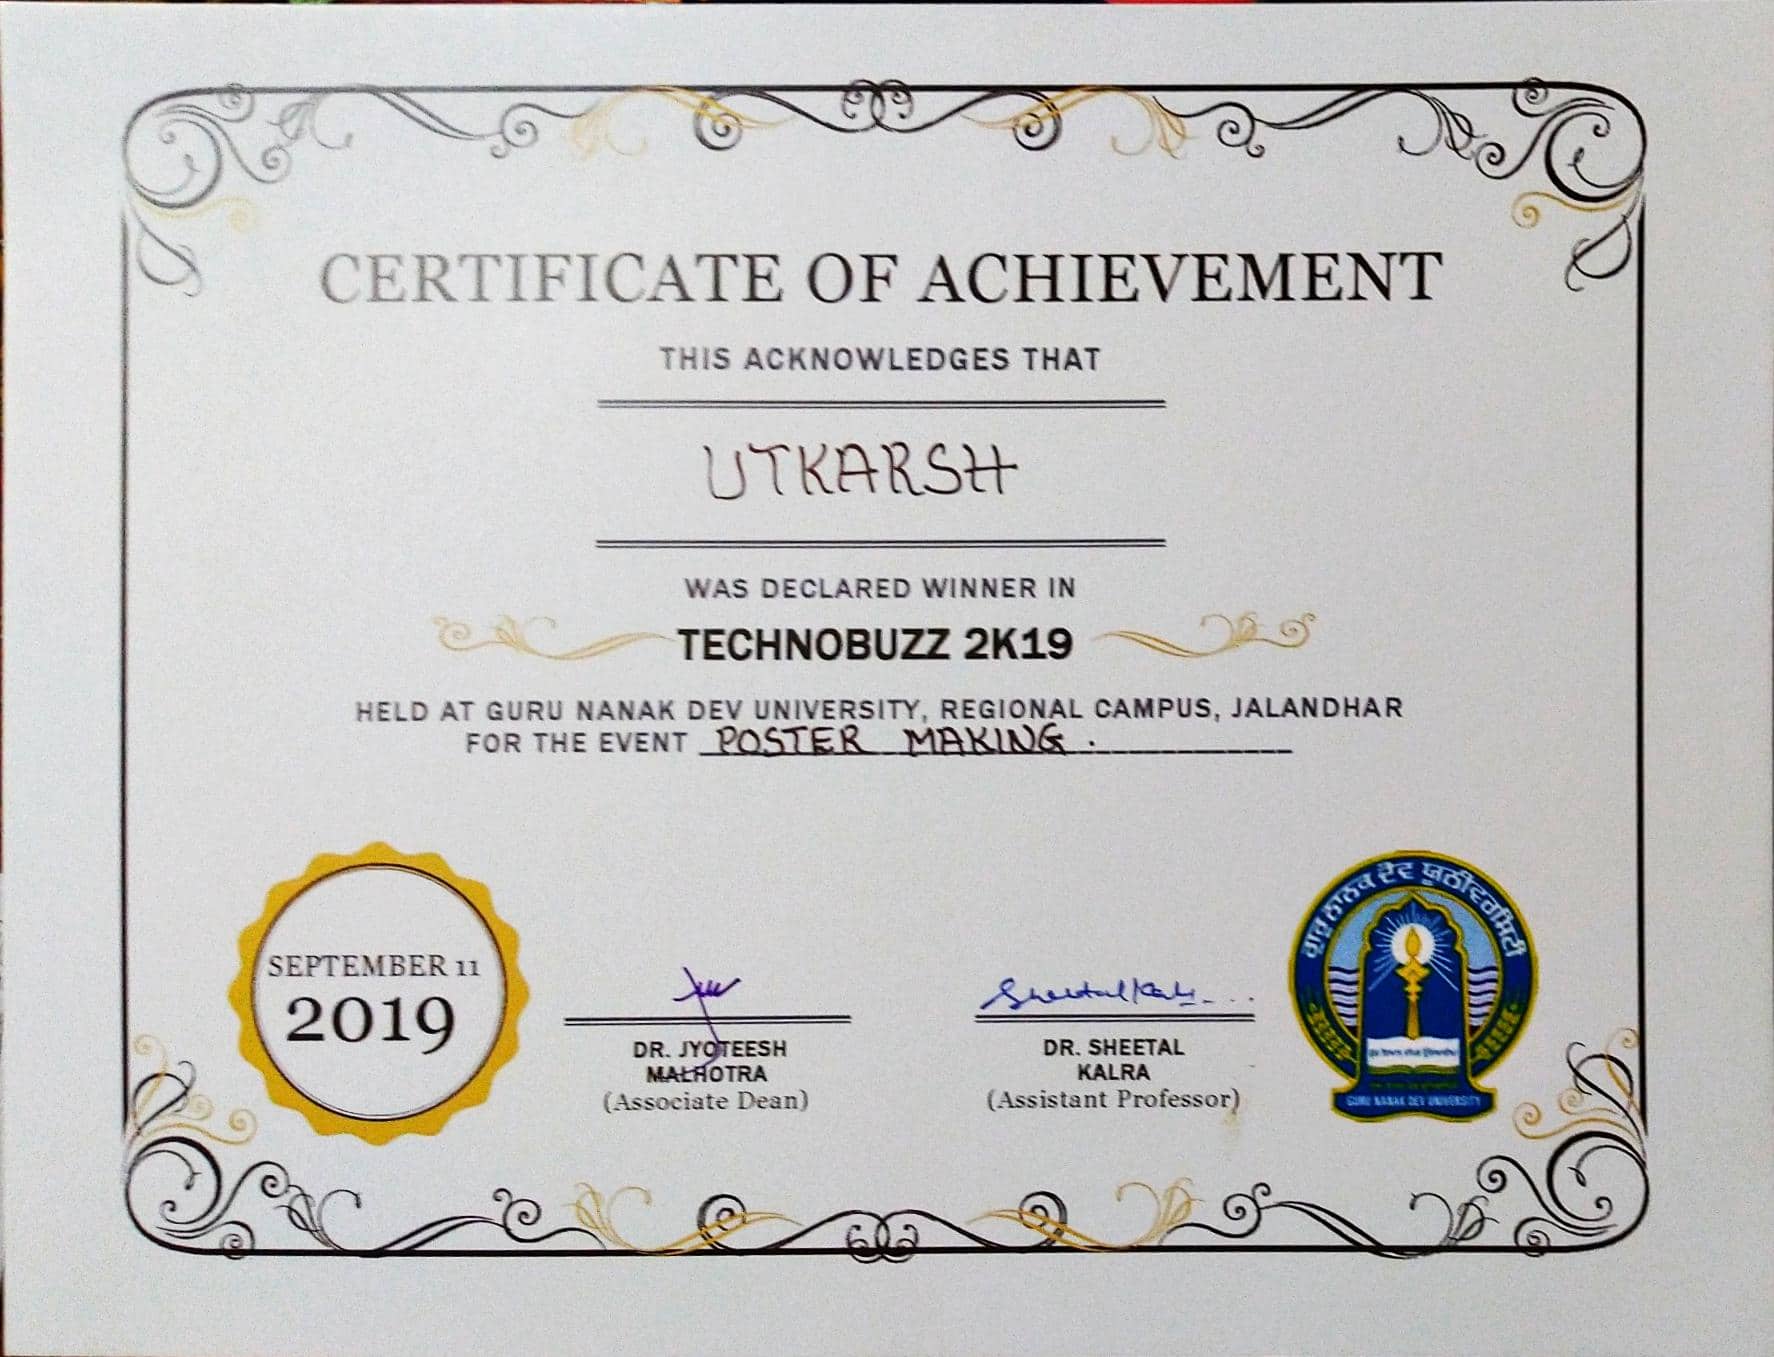 CERTIFICATE OF ACHIEVEMENT
THIS ACKNOWLEDGES THAT
UTKARSH
WAS DECLARED WINNER IN
TECHNOBUZZ 2K19
HELD AT GURU NANAK DEV UNIVERSITY, REGIONAL CAMPUS, JALANDHAR
FOR THE EVENT POSTER MAKING.
SEPTEMBER 11
2019
DR. JYOTEESH
MALHOTRA
(Associate Dean)
Sheetal Kalra
DR. SHEETAL
KALRA
(Assistant Professor)
ਗੁਰੂ ਨਾਨਕ ਦੇਵ ਯੂਨੀਵਰਸਿਟੀ
GURU NANAK DEV UNIVERSITY